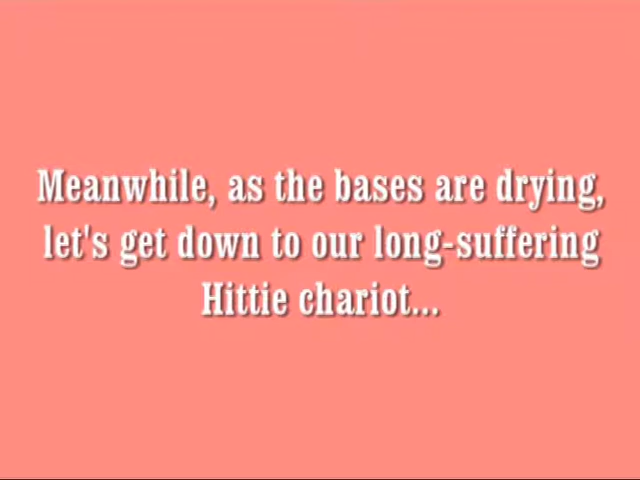 Meanwhile, as the bases are drying,
let's get down to our long-suffering
Hittie chariot...